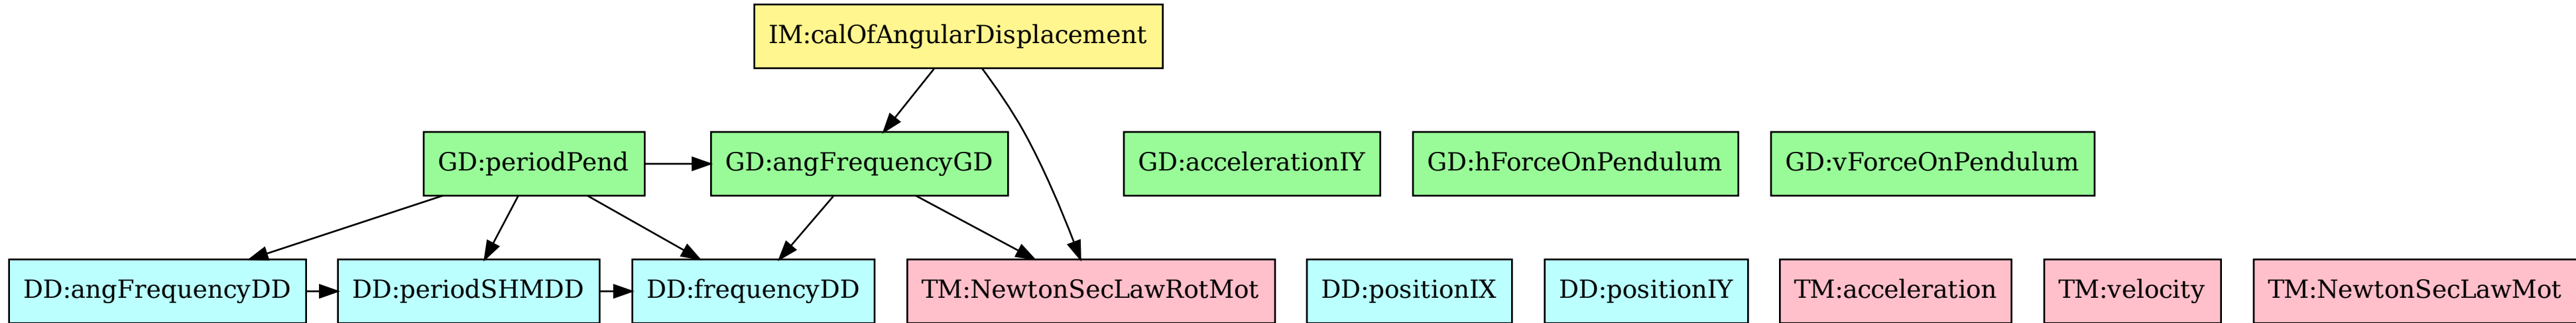 IM:calOfAngularDisplacement
GD:periodPend
GD:angFrequencyGD
GD:accelerationIY
GD:hForceOnPendulum
GD:vForceOnPendulum
DD:angFrequencyDD
DD:periodSHMDD
DD:frequencyDD
TM:NewtonSecLawRotMot
DD:positionIX
DD:positionIY
TM:acceleration
TM:velocity
TM:NewtonSecLawMot